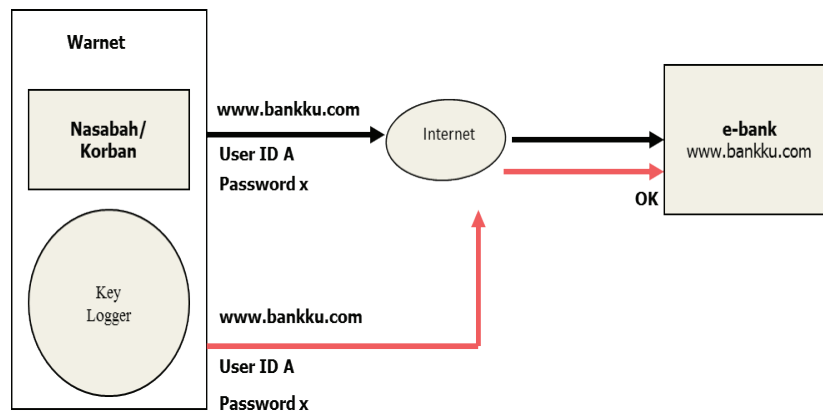 Warnet
Nasabah/
Korban
www.bankku.com
User ID A
Password x
Internet
e-bank
www.bankku.com
OK
Key
Logger
www.bankku.com
User ID A
Password x